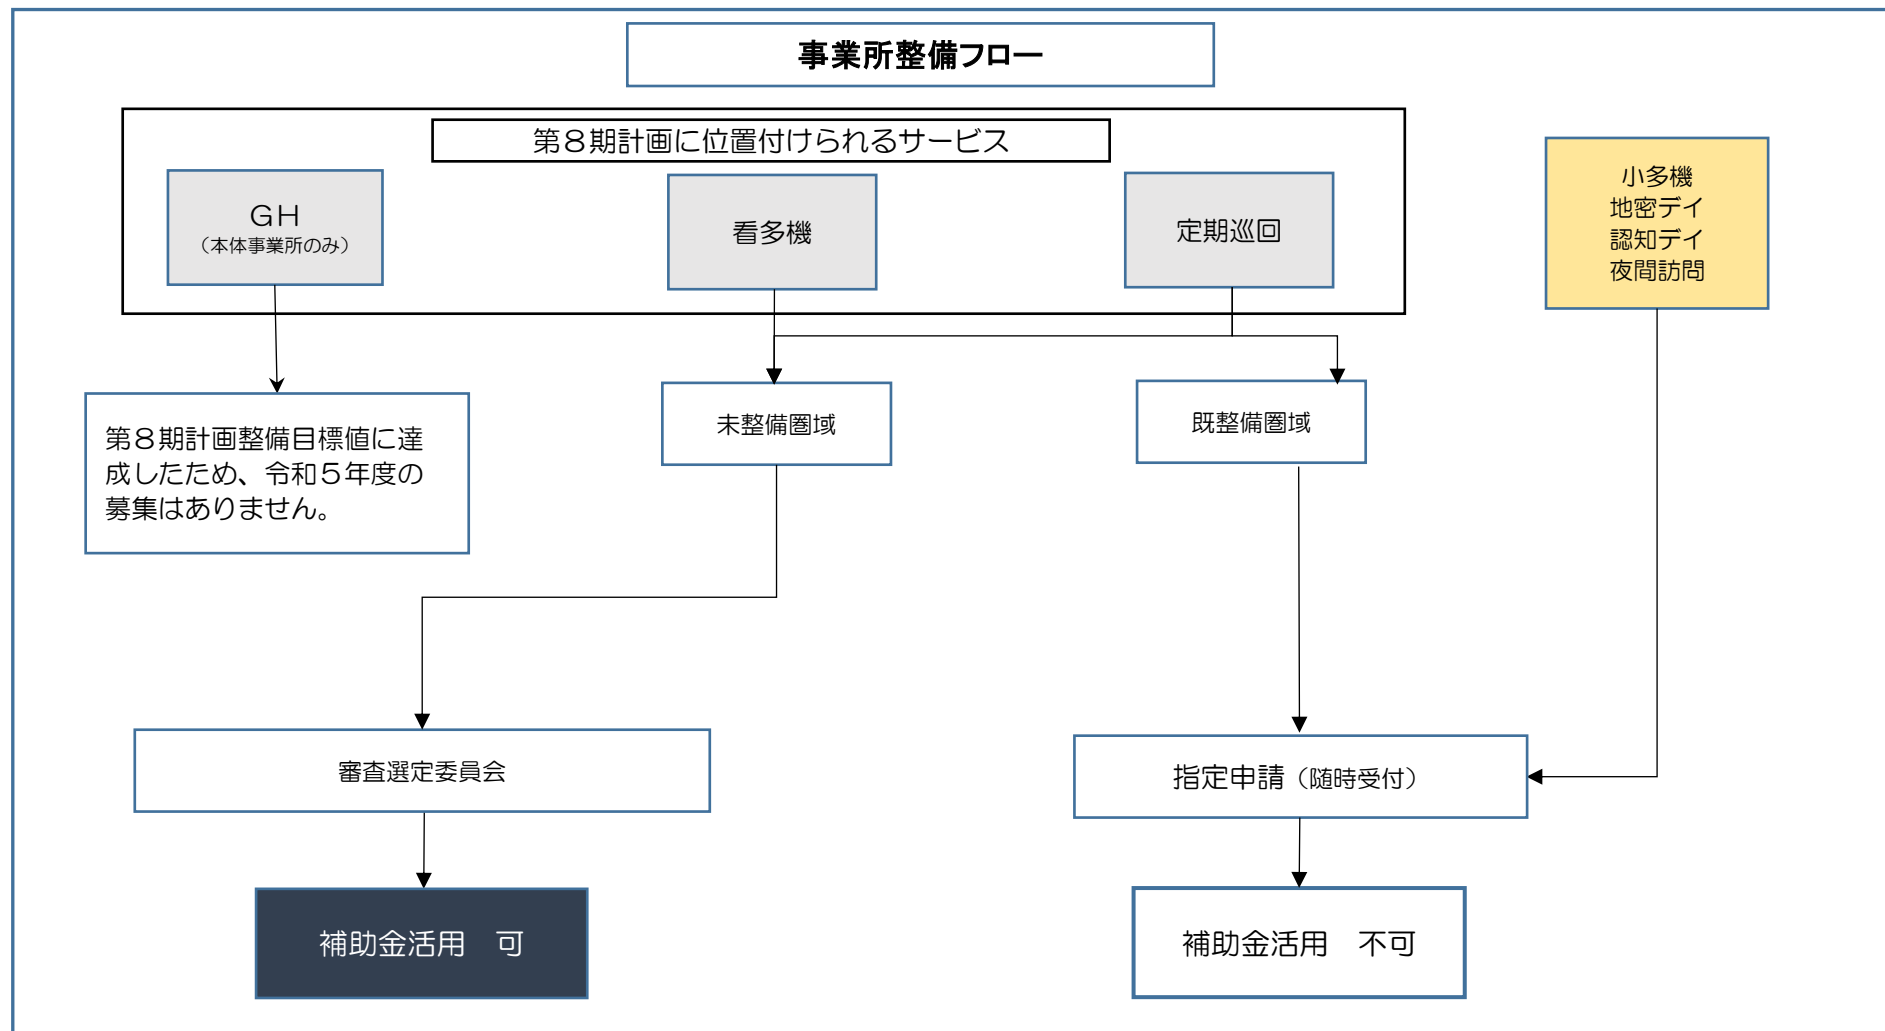 事業所整備フロー
第８期計画に位置付けられるサービス
ＧＨ
（本体事業所のみ）
看多機
定期巡回
小多機
地密デイ
認知デイ
夜間訪問
第８期計画整備目標値に達
成したため、令和５年度の
募集はありません。
未整備圏域
既整備圏域
審査選定委員会
指定申請（随時受付）
補助金活用　可
補助金活用　不可